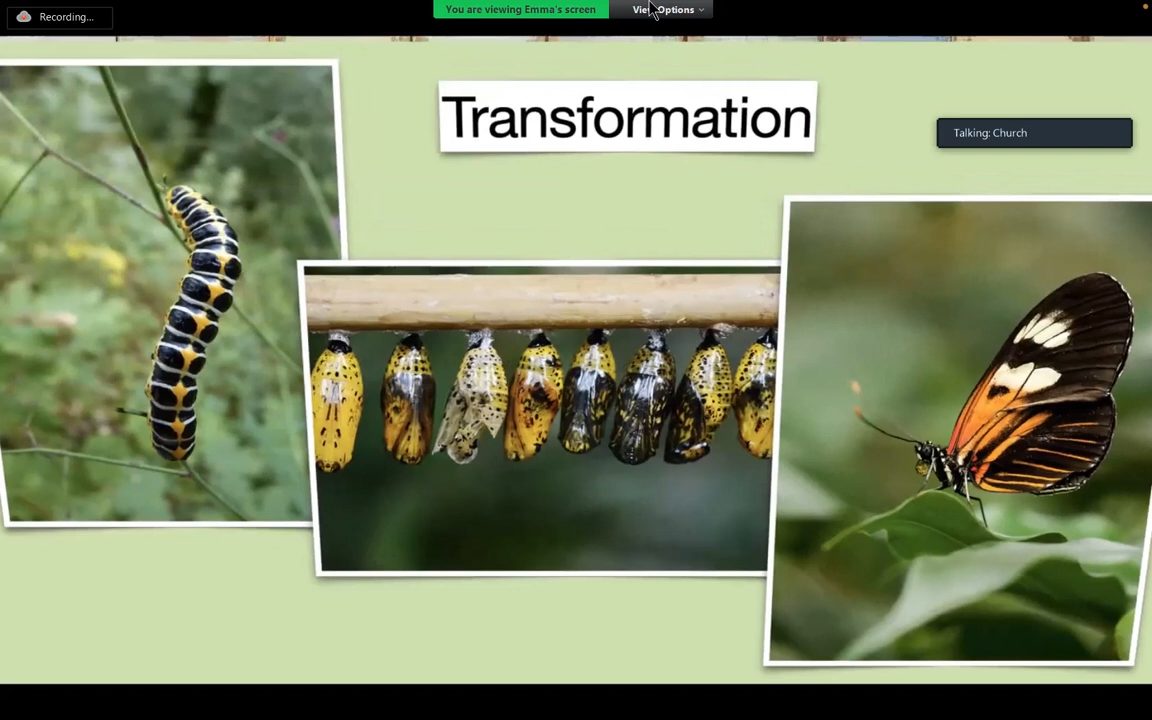 Recording...
You are viewing Emma's screen
View Options
Transformation
Talking: Church